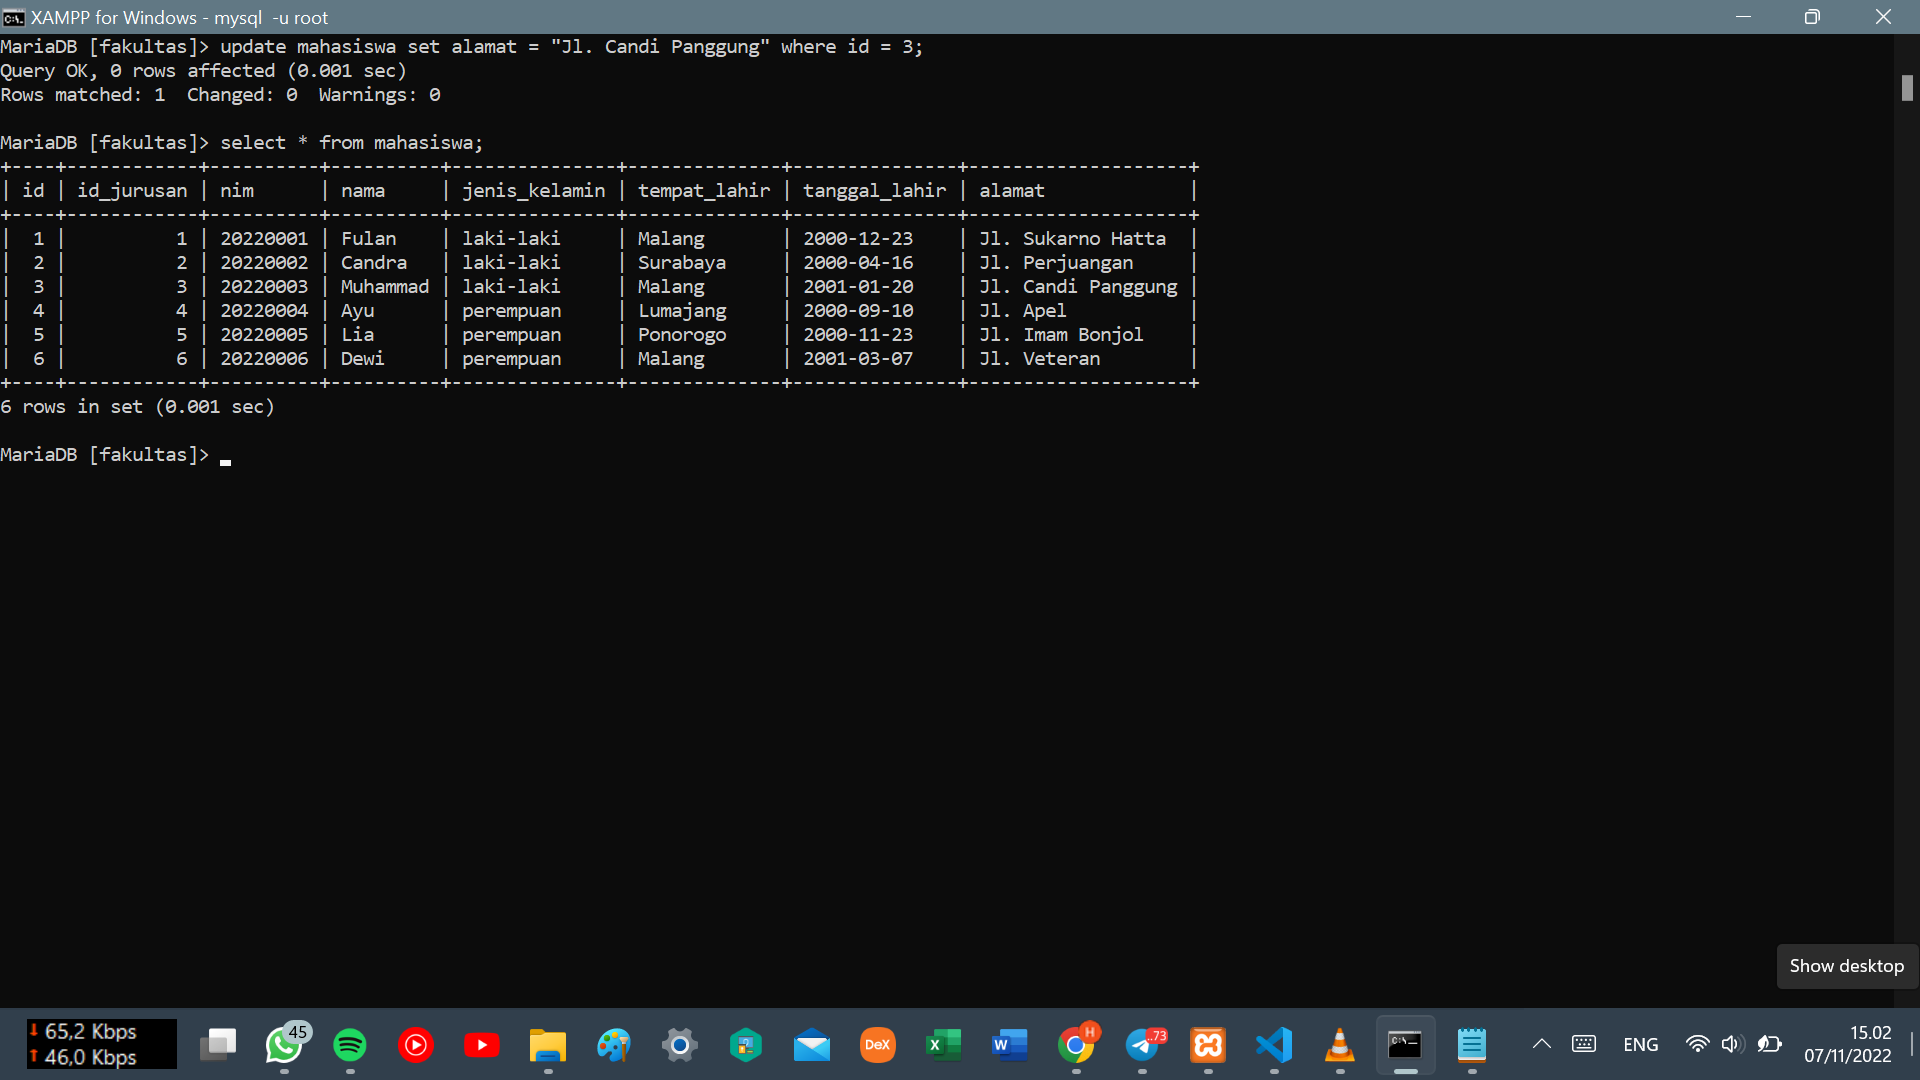 XAMPP for Windows - mysql  -u root
MariaDB [fakultas]> update mahasiswa set alamat = "Jl. Candi Panggung" where id = 3;
Query OK, 0 rows affected (0.001 sec)
Rows matched: 1  Changed: 0  Warnings: 0
MariaDB [fakultas]> select * from mahasiswa;
+----+------------+----------+----------+---------------+--------------+---------------+--------------------+
| id | id_jurusan | nim      | nama     | jenis_kelamin | tempat_lahir | tanggal_lahir | alamat             |
+----+------------+----------+----------+---------------+--------------+---------------+--------------------+
|  1 |          1 | 20220001 | Fulan    | laki-laki     | Malang       | 2000-12-23    | Jl. Sukarno Hatta  |
|  2 |          2 | 20220002 | Candra   | laki-laki     | Surabaya     | 2000-04-16    | Jl. Perjuangan     |
|  3 |          3 | 20220003 | Muhammad | laki-laki     | Malang       | 2001-01-20    | Jl. Candi Panggung |
|  4 |          4 | 20220004 | Ayu      | perempuan     | Lumajang     | 2000-09-10    | Jl. Apel           |
|  5 |          5 | 20220005 | Lia      | perempuan     | Ponorogo     | 2000-11-23    | Jl. Imam Bonjol    |
|  6 |          6 | 20220006 | Dewi     | perempuan     | Malang       | 2001-03-07    | Jl. Veteran        |
+----+------------+----------+----------+---------------+--------------+---------------+--------------------+
6 rows in set (0.001 sec)
MariaDB [fakultas]>
Show desktop
↓ 65,2 Kbps
↑ 46,0 Kbps
45
DeX
X
W
H
..73
C:\_
ENG
15.02
07/11/2022